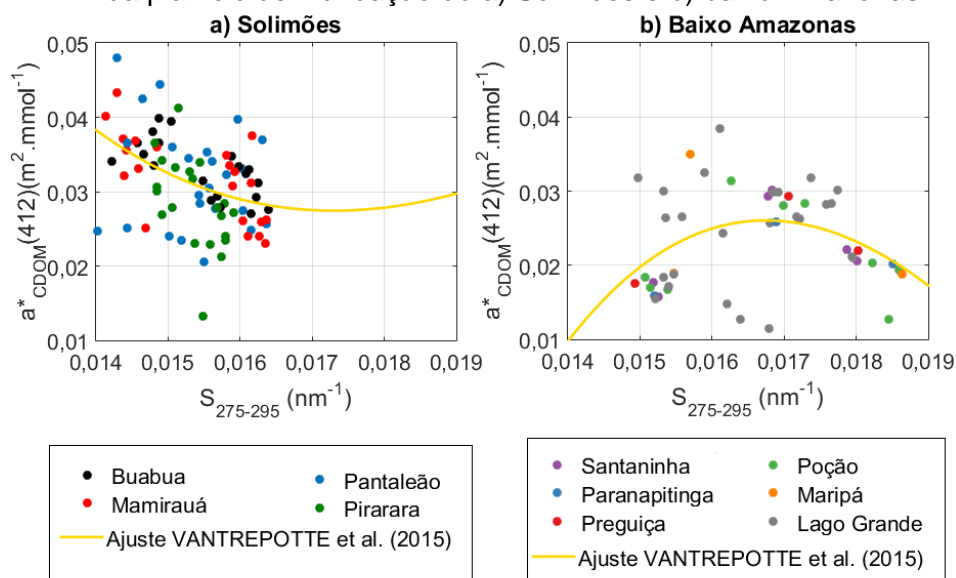 a) Solimões
0,05
0,04
0,03
0,02
0,01
a*CDOM(412)(m².mmol⁻¹)
0,014 0,015 0,016 0,017 0,018 0,019
S275-295 (nm⁻¹)
b) Baixo Amazonas
0,05
0,04
0,03
0,02
0,01
a*CDOM(412)(m².mmol⁻¹)
0,014 0,015 0,016 0,017 0,018 0,019
S275-295 (nm⁻¹)
Buabua Pantaleão
Mamirauá Pirarara
Ajuste VANTREPOTTE et al. (2015)
Santaninha Poção
Paranapitinga Maripá
Preguiça Lago Grande
Ajuste VANTREPOTTE et al. (2015)